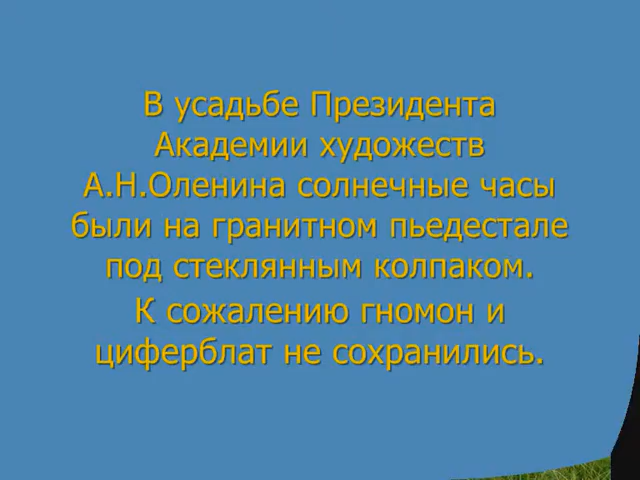 В усадьбе Президента
Академии художеств
А.Н.Оленина солнечные часы
были на гранитном пьедестале
под стеклянным колпаком.
К сожалению гномон и
циферблат не сохранились.